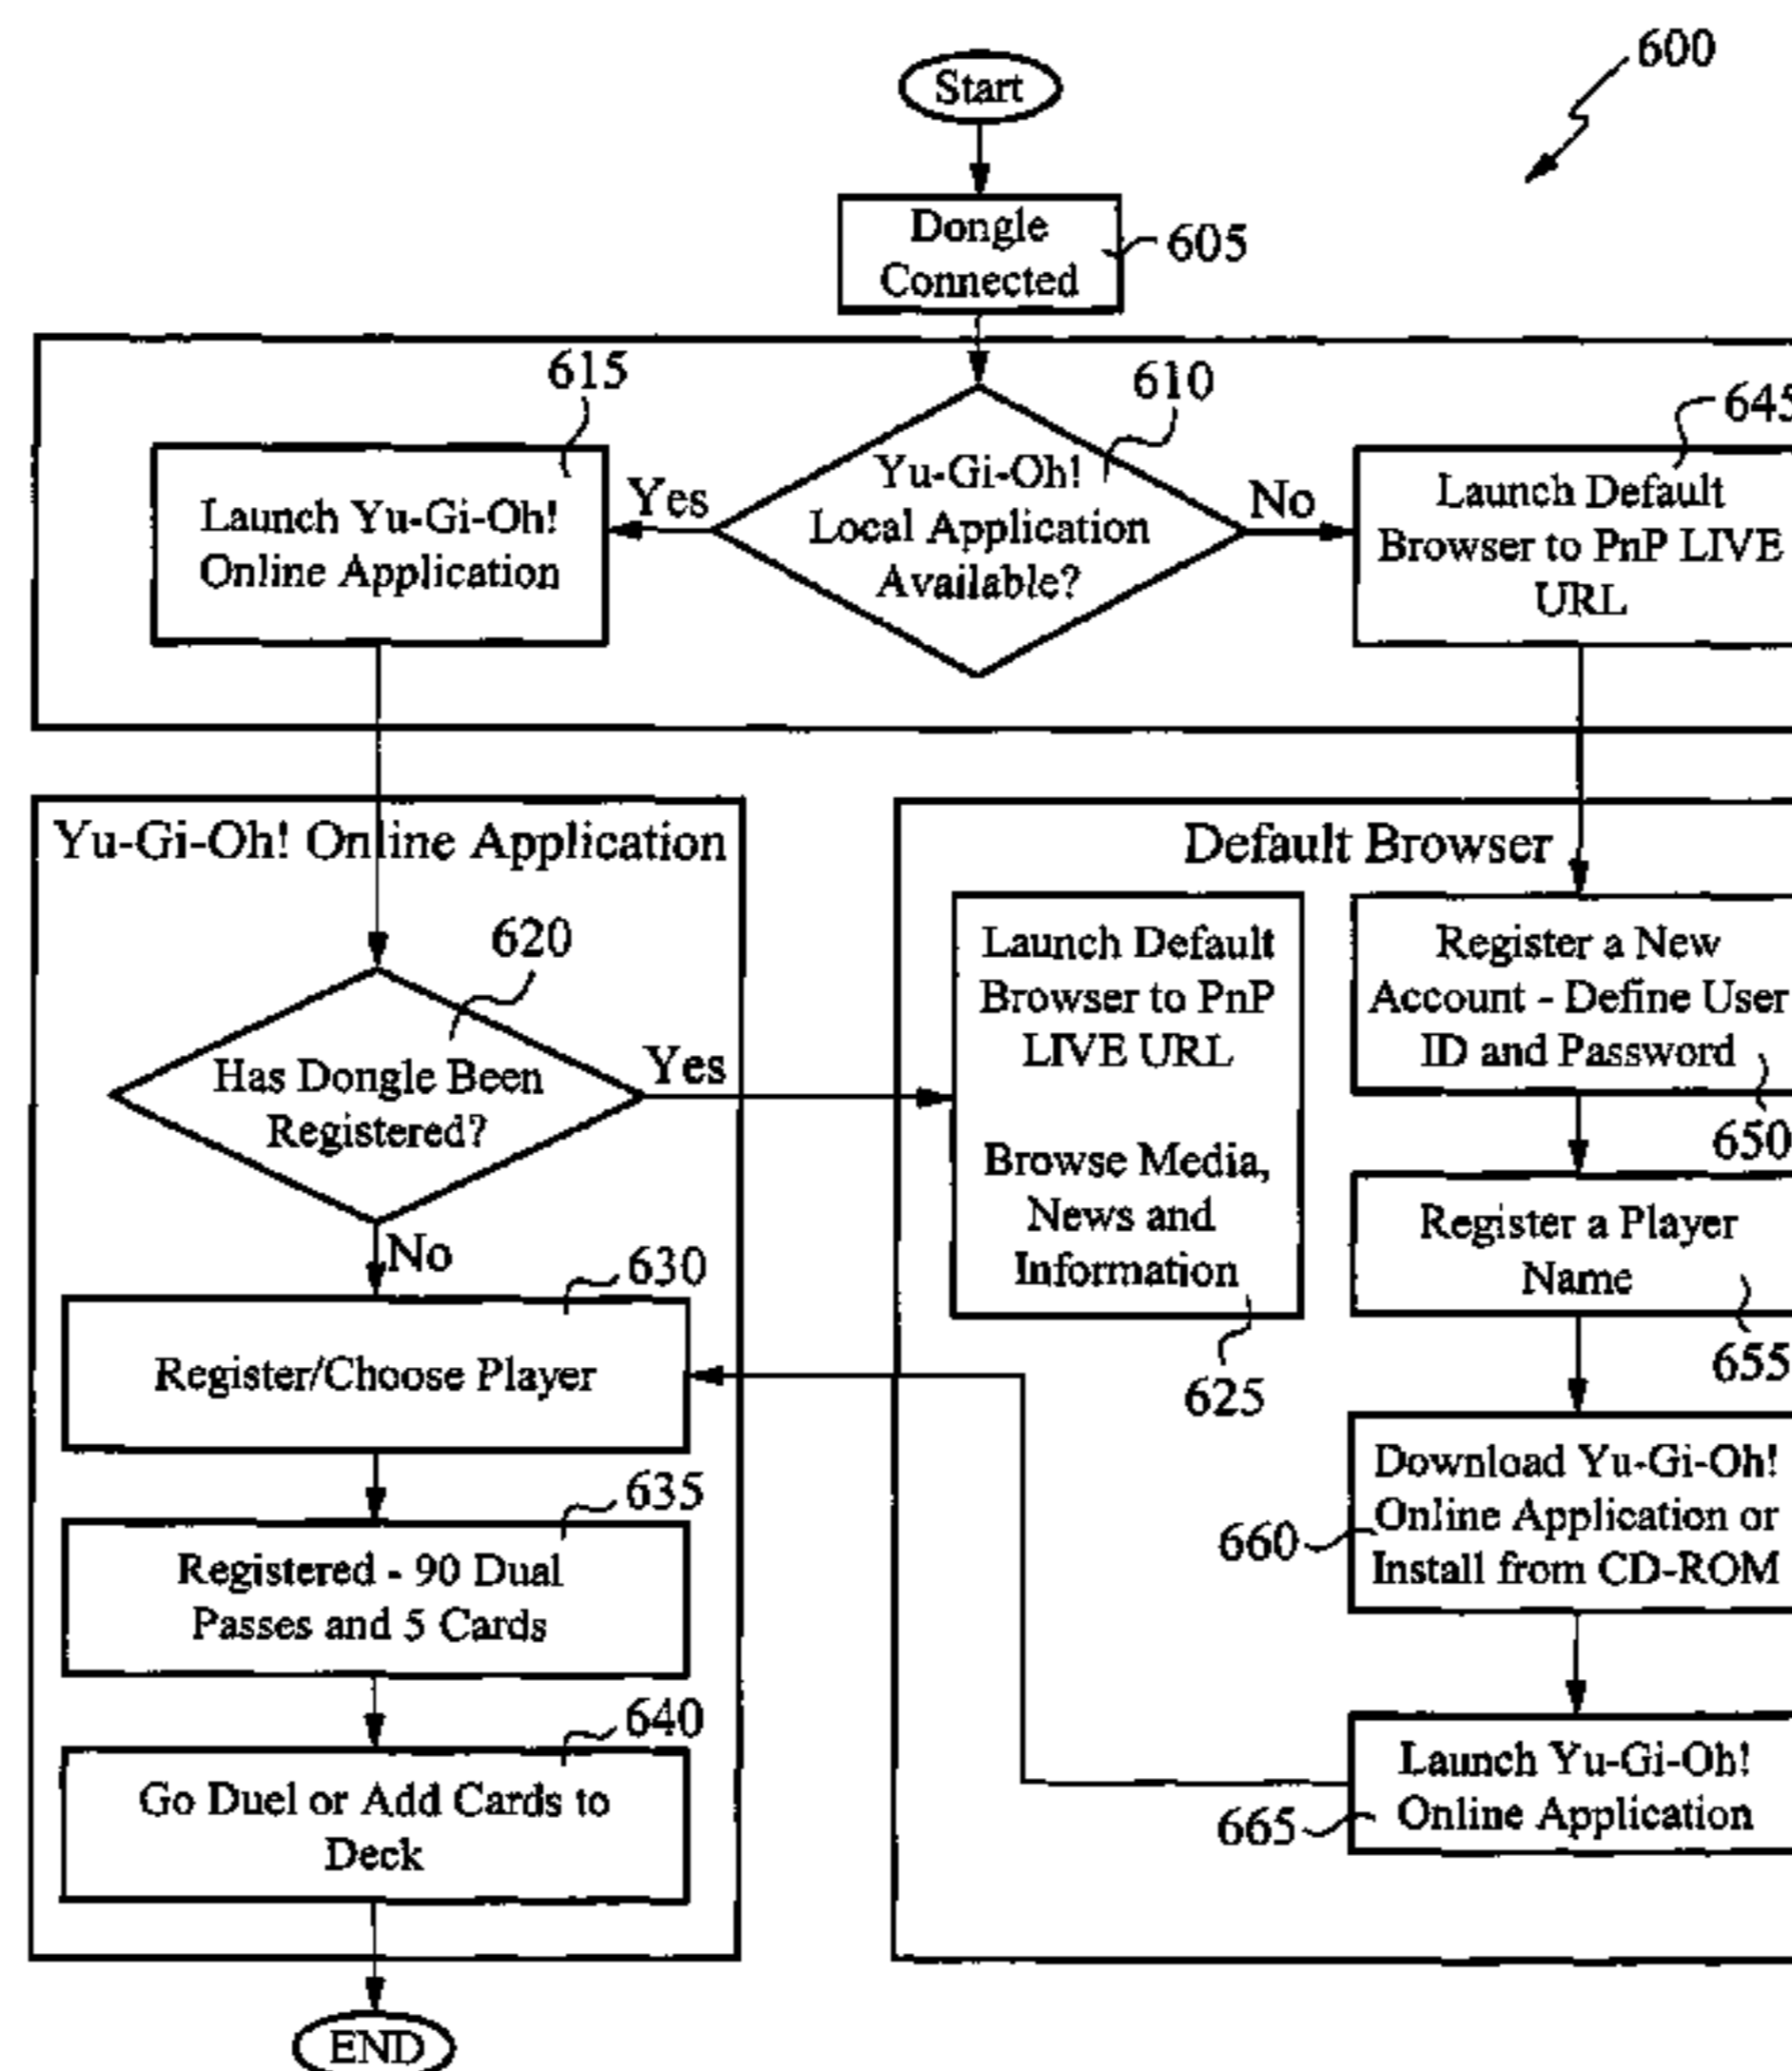 600
Start
Dongle
Connected
605
615
610
645
Launch Yu-Gi-Oh!
Online Application
Yes
Yu-Gi-Oh!
Local Application
Available?
No
Launch Default
Browser to PnP LIVE
URL
Yu-Gi-Oh! Online Application
Default Browser
620
Has Dongle Been
Registered?
Yes
No
Launch Default
Browser to PnP
LIVE URL
Browse Media,
News and
Information
625
Register a New
Account - Define User
ID and Password
650
Register a Player
Name
655
630
Register/Choose Player
635
Registered - 90 Dual
Passes and 5 Cards
640
Go Duel or Add Cards to
Deck
660
Download Yu-Gi-Oh!
Online Application or
Install from CD-ROM
665
Launch Yu-Gi-Oh!
Online Application
END